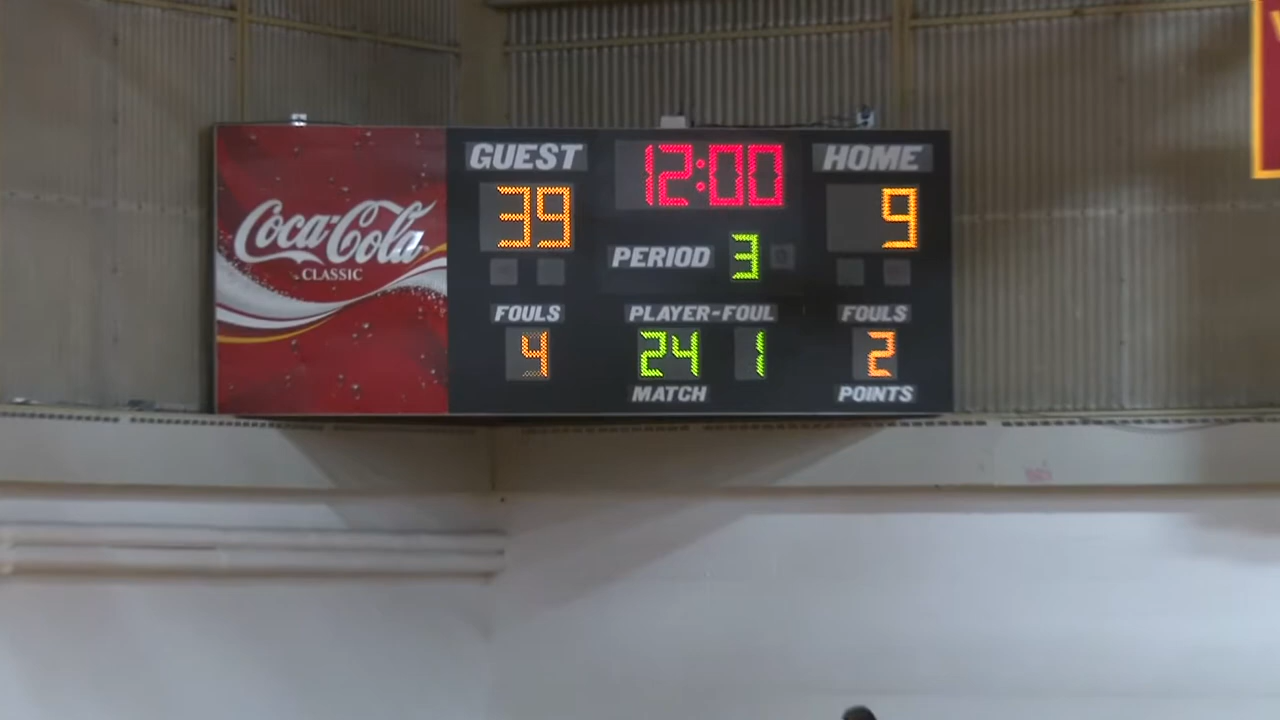 Coca-Cola
CLASSIC
GUEST
12:00
HOME
39
9
PERIOD 3
FOULS
PLAYER-FOUL
FOULS
4
24 1
2
MATCH
POINTS